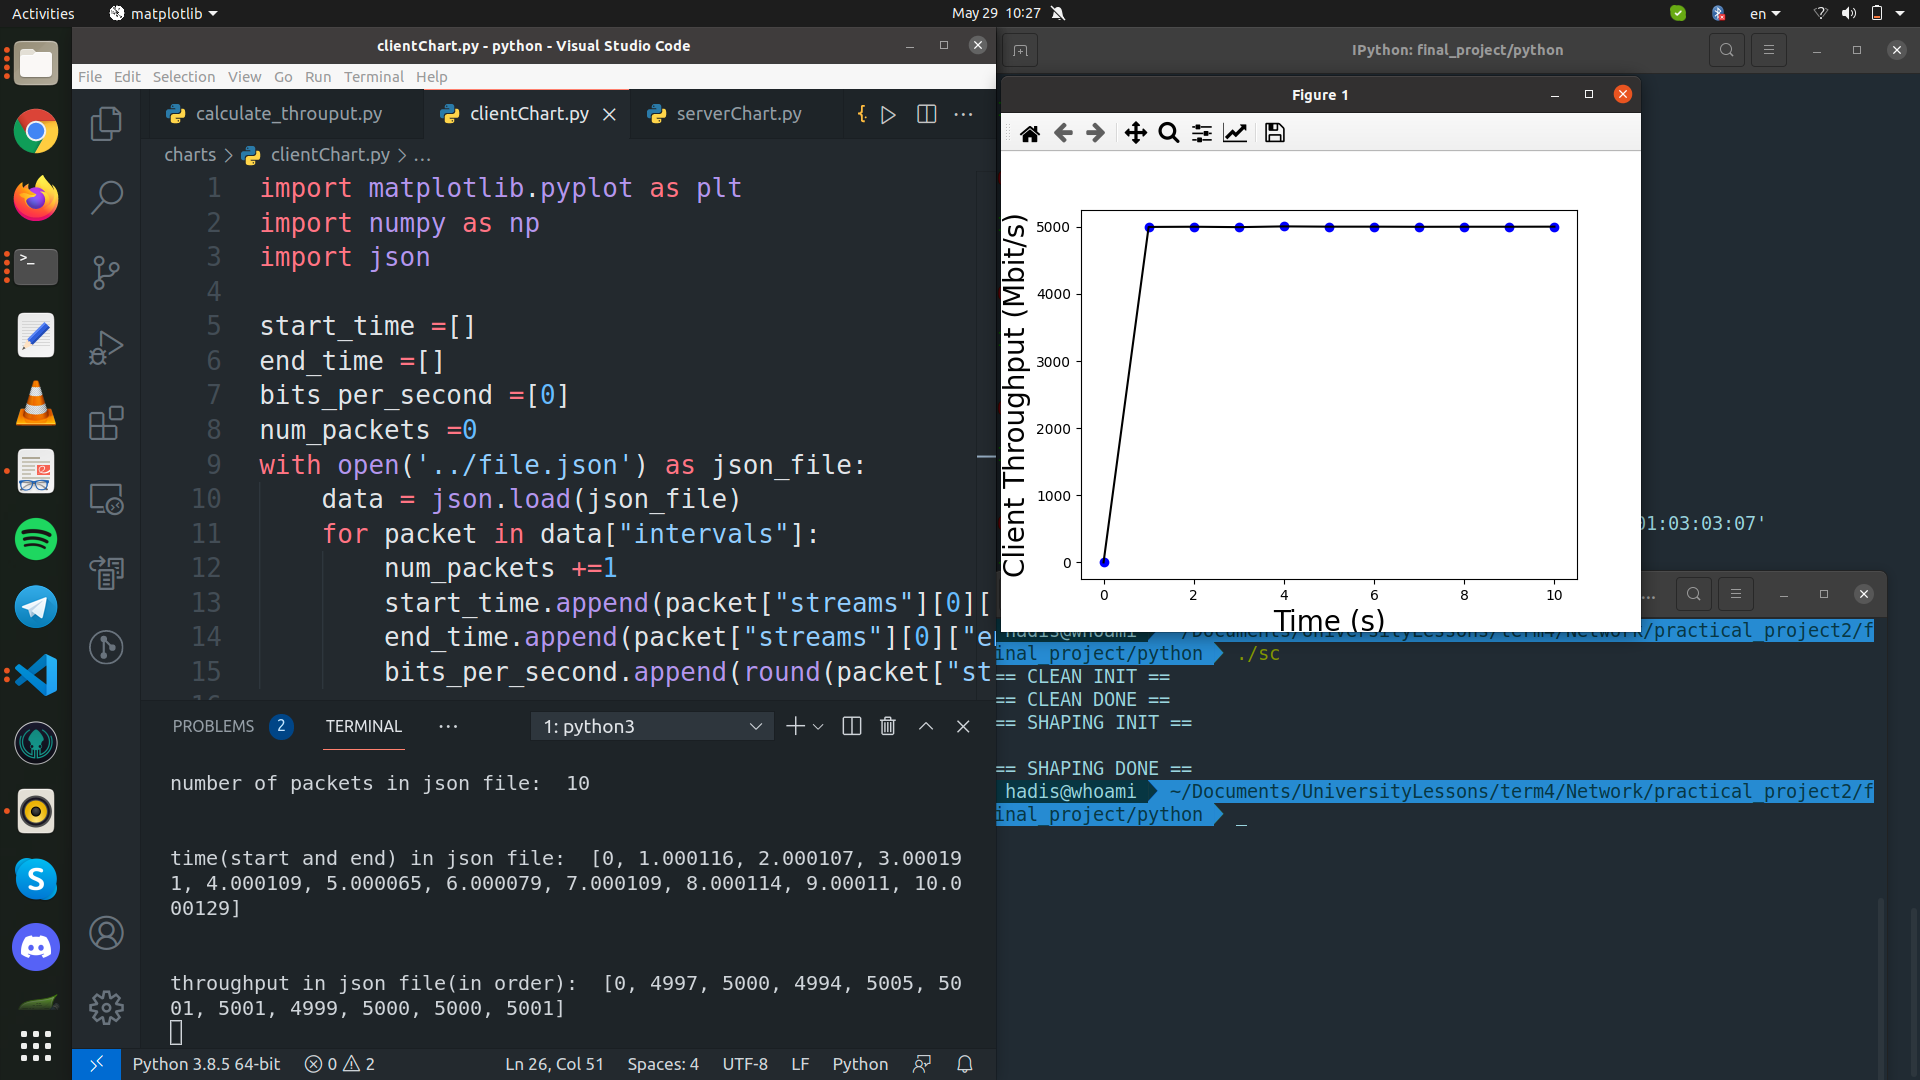 Activities
matplotlib
May 29 10:27
en
clientChart.py - python - Visual Studio Code
File Edit Selection View Go Run Terminal Help
calculate_throuput.py
clientChart.py
serverChart.py
charts > clientChart.py > ...
1 import matplotlib.pyplot as plt
2 import numpy as np
3 import json
4
5 start_time =[]
6 end_time =[]
7 bits_per_second =[0]
8 num_packets =0
9 with open('../file.json') as json_file:
10 data = json.load(json_file)
11 for packet in data["intervals"]:
12 num_packets +=1
13 start_time.append(packet["streams"][0][
14 end_time.append(packet["streams"][0]["e
15 bits_per_second.append(round(packet["st
PROBLEMS 2 TERMINAL ... 1: python3
number of packets in json file:  10
time(start and end) in json file:  [0, 1.000116, 2.000107, 3.00019
1, 4.000109, 5.000065, 6.000079, 7.000109, 8.000114, 9.00011, 10.0
00129]
throughput in json file(in order):  [0, 4997, 5000, 4994, 5005, 50
01, 5001, 4999, 5000, 5000, 5001]
Python 3.8.5 64-bit 0 2 Ln 26, Col 51 Spaces: 4 UTF-8 LF Python
IPython: final_project/python
Figure 1
Client Throughput (Mbit/s)
5000
4000
3000
2000
1000
0
0 2 4 6 8 10
Time (s)
01:03:03:07'
...
hadis@whoami ~/Documents/UniversityLessons/term4/Network/practical_project2/f
inal_project/python ./sc
== CLEAN INIT ==
== CLEAN DONE ==
== SHAPING INIT ==
== SHAPING DONE ==
hadis@whoami ~/Documents/UniversityLessons/term4/Network/practical_project2/f
inal_project/python _